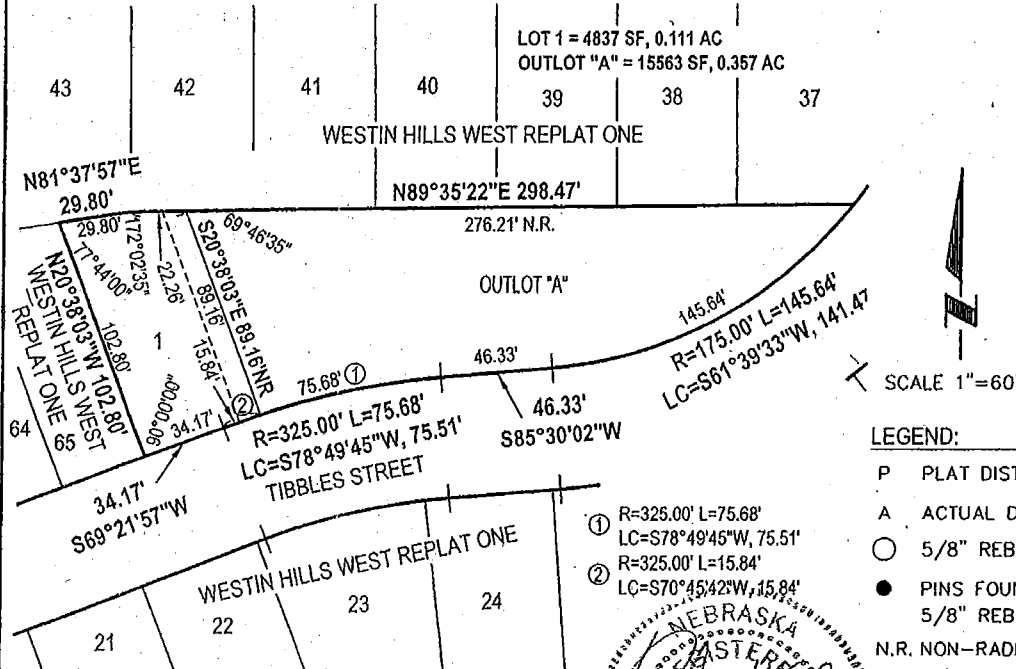 LOT 1 = 4837 SF, 0.111 AC
OUTLOT "A" = 15563 SF, 0.357 AC
43
42
41
40
39
38
37
WESTIN HILLS WEST REPLAT ONE
N81°37'57"E
29.80'
N89°35'22"E 298.47'
29.80'
276.21' N.R.
77°44'00"
172°02'35"
22.26'
S20°38'03"E 89.16'NR
69°46'35"
89.16'
15.84'
OUTLOT "A"
N20°38'03"W 102.80'
102.80'
WESTIN HILLS WEST
REPLAT ONE
1
90°00'00"
34.17'
64
65
②
75.68' ①
46.33'
145.64'
R=175.00' L=145.64'
LC=S61°39'33"W, 141.47
R=325.00' L=75.68'
LC=S78°49'45"W, 75.51'
TIBBLES STREET
46.33'
S85°30'02"W
34.17'
S69°21'57"W
SCALE 1"=60'
LEGEND:
P PLAT DIST
A ACTUAL D
5/8" REB
PINS FOUN
5/8" REB
N.R. NON-RADI
① R=325.00' L=75.68'
LC=S78°49'45"W, 75.51'
② R=325.00' L=15.84'
LC=S70°45'42"W, 15.84'
WESTIN HILLS WEST REPLAT ONE
21
22
23
24
NEBRASKA